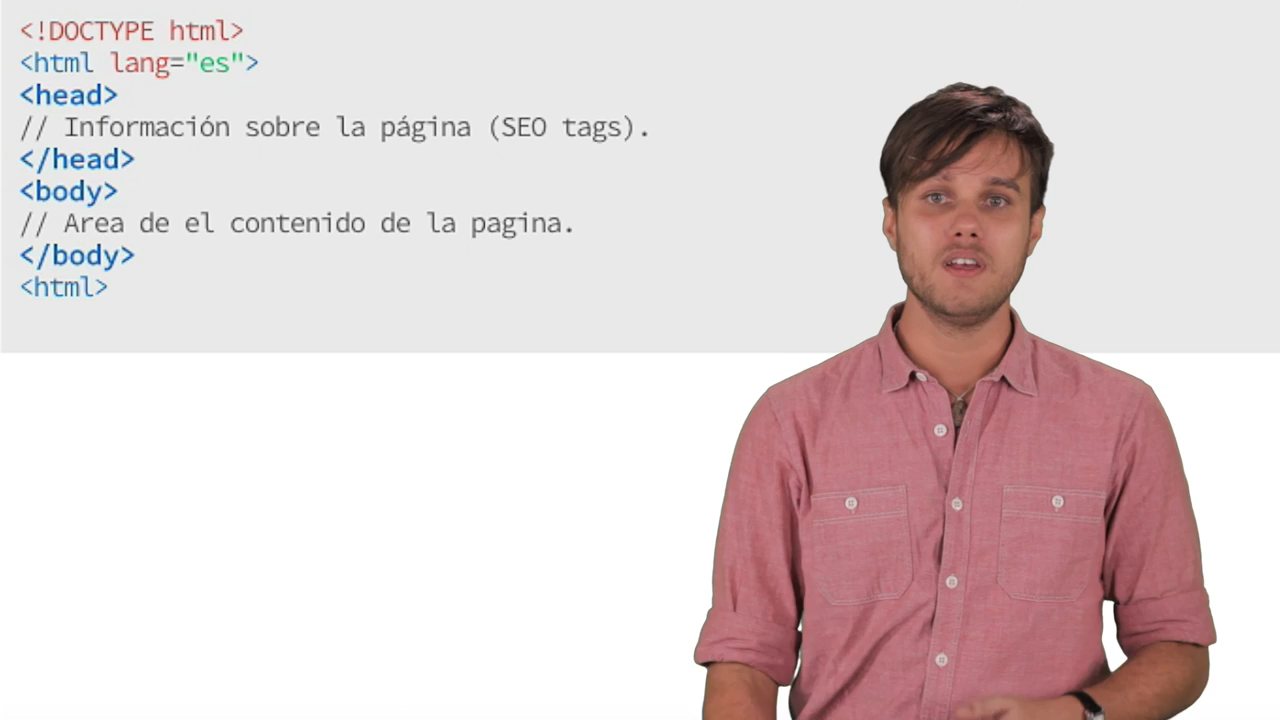 <!DOCTYPE html>
<html lang="es">
<head>
// Información sobre la página (SEO tags).
</head>
<body>
// Area de el contenido de la pagina.
</body>
<html>